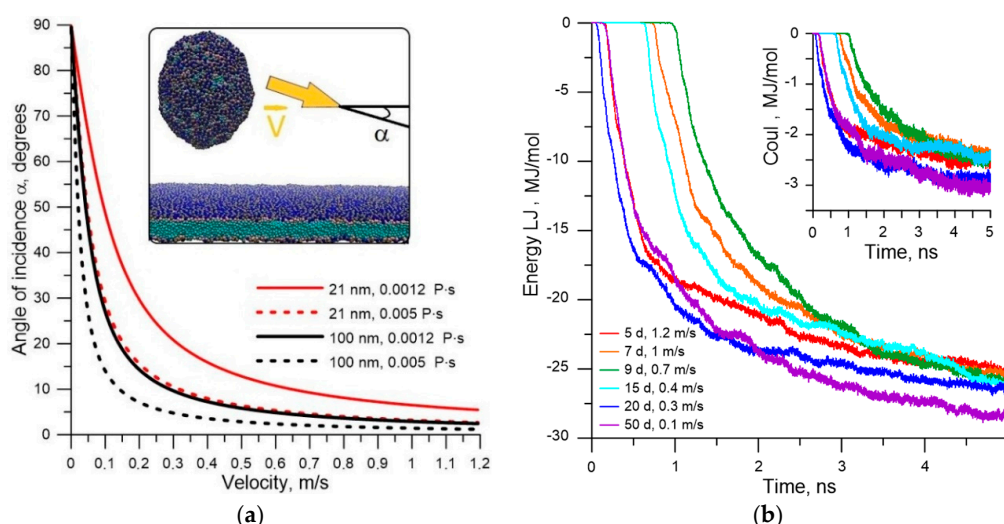 Angle of incidence α, degrees
90
80
70
60
50
40
30
20
10
0
V
α
21 nm, 0.0012 P·s
21 nm, 0.005 P·s
100 nm, 0.0012 P·s
100 nm, 0.005 P·s
0 0.1 0.2 0.3 0.4 0.5 0.6 0.7 0.8 0.9 1 1.1 1.2
Velocity, m/s
(a)
Energy LJ, MJ/mol
0
-5
-10
-15
-20
-25
-30
Coul, MJ/mol
0
-1
-2
-3
0 1 2 3 4 5
Time, ns
5 d, 1.2 m/s
7 d, 1 m/s
9 d, 0.7 m/s
15 d, 0.4 m/s
20 d, 0.3 m/s
50 d, 0.1 m/s
0 1 2 3 4
Time, ns
(b)